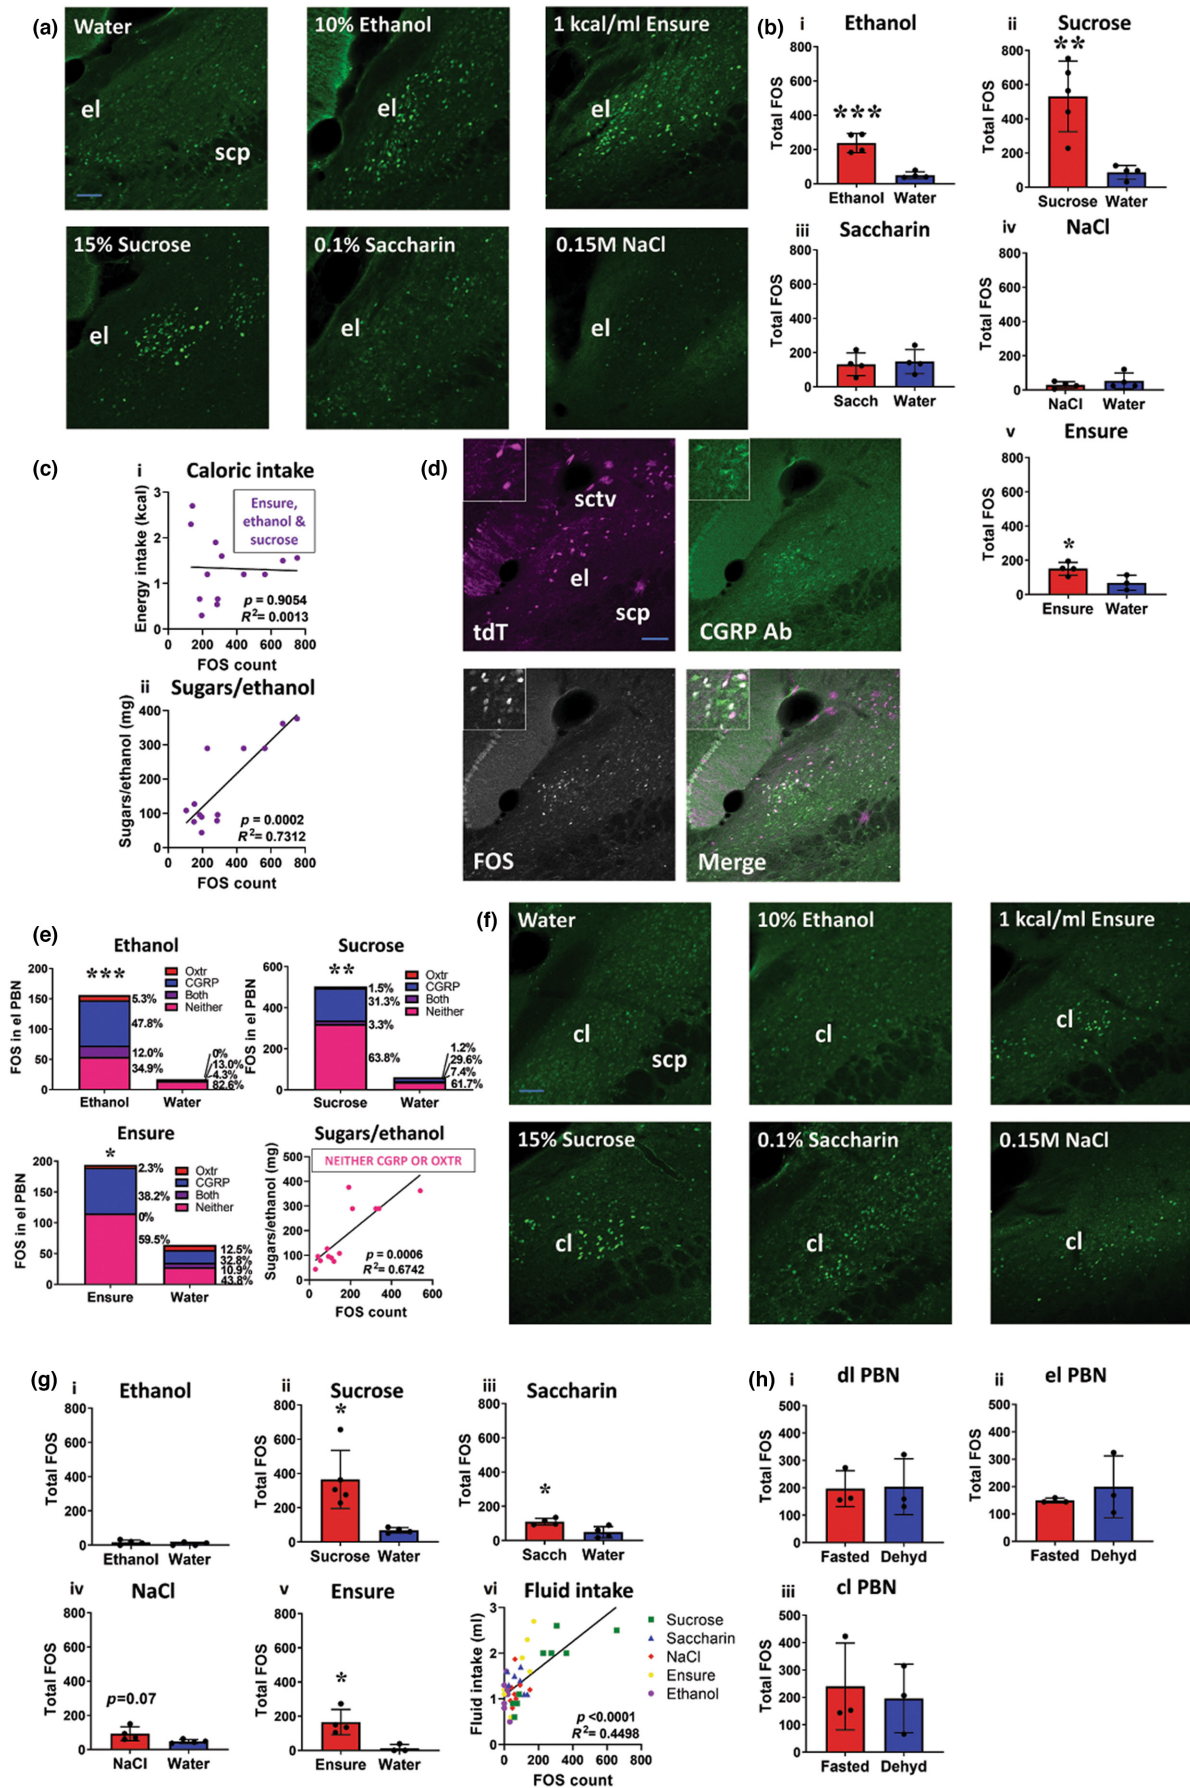 (a)
Water
el
scp
10% Ethanol
el
1 kcal/ml Ensure
el
15% Sucrose
el
0.1% Saccharin
el
0.15M NaCl
el
(b)
i
Ethanol
Total FOS
800
600
400
200
0
***
Ethanol
Water
ii
Sucrose
Total FOS
800
600
400
200
0
**
Sucrose
Water
iii
Saccharin
Total FOS
800
600
400
200
0
Sacch
Water
iv
NaCl
Total FOS
800
600
400
200
0
NaCl
Water
v
Ensure
Total FOS
800
600
400
200
0
*
Ensure
Water
(c)
i
Caloric intake
Energy intake (kcal)
3
2
1
0
Ensure,
ethanol &
sucrose
p = 0.9054
R2= 0.0013
0 200 400 600 800
FOS count
ii
Sugars/ethanol
Sugars/ethanol (mg)
400
300
200
100
0
p = 0.0002
R2= 0.7312
0 200 400 600 800
FOS count
(d)
sctv
el
scp
tdT
CGRP Ab
FOS
Merge
(e)
Ethanol
FOS in el PBN
200
150
100
50
0
***
Oxtr
CGRP
Both
Neither
5.3%
47.8%
12.0%
34.9%
0%
13.0%
4.3%
82.6%
Ethanol
Water
Sucrose
FOS in el PBN
600
400
200
0
**
Oxtr
CGRP
Both
Neither
1.5%
31.3%
3.3%
63.8%
1.2%
29.6%
7.4%
61.7%
Sucrose
Water
Ensure
FOS in el PBN
200
150
100
50
0
*
Oxtr
CGRP
Both
Neither
2.3%
38.2%
0%
59.5%
12.5%
32.8%
10.9%
43.8%
Ensure
Water
Sugars/ethanol
Sugars/ethanol (mg)
500
400
300
200
100
0
NEITHER CGRP OR OXTR
p = 0.0006
R2= 0.6742
0 200 400 600
FOS count
(f)
Water
cl
scp
10% Ethanol
cl
1 kcal/ml Ensure
cl
15% Sucrose
cl
0.1% Saccharin
cl
0.15M NaCl
cl
(g)
i
Ethanol
Total FOS
800
600
400
200
0
Ethanol
Water
ii
Sucrose
Total FOS
800
600
400
200
0
*
Sucrose
Water
iii
Saccharin
Total FOS
800
600
400
200
0
*
Sacch
Water
iv
NaCl
Total FOS
800
600
400
200
0
p=0.07
NaCl
Water
v
Ensure
Total FOS
800
600
400
200
0
*
Ensure
Water
vi
Fluid intake
Fluid intake (ml)
3
2
1
0
Sucrose
Saccharin
NaCl
Ensure
Ethanol
p <0.0001
R2= 0.4498
0 200 400 600 800
FOS count
(h)
i
dl PBN
Total FOS
500
400
300
200
100
0
Fasted
Dehyd
ii
el PBN
Total FOS
500
400
300
200
100
0
Fasted
Dehyd
iii
cl PBN
Total FOS
500
400
300
200
100
0
Fasted
Dehyd